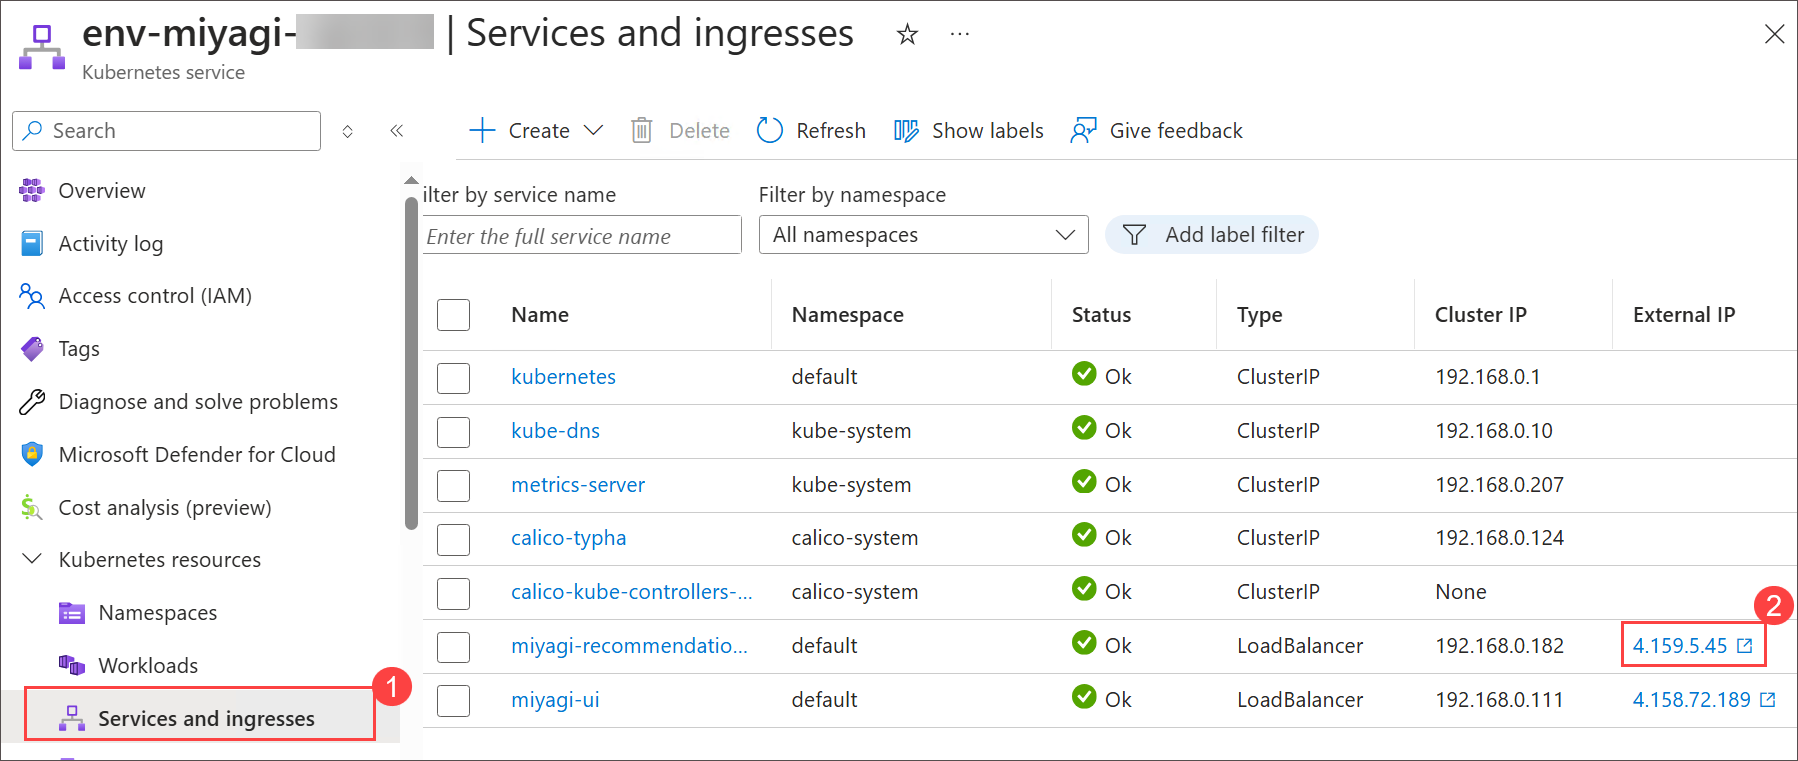 env-miyagi- | Services and ingresses
Kubernetes service
Search
Create
Delete
Refresh
Show labels
Give feedback
Overview
Activity log
Access control (IAM)
Tags
Diagnose and solve problems
Microsoft Defender for Cloud
Cost analysis (preview)
Kubernetes resources
Namespaces
Workloads
1
Services and ingresses
ilter by service name
Filter by namespace
Enter the full service name
All namespaces
Add label filter
Name Namespace Status Type Cluster IP External IP
kubernetes default Ok ClusterIP 192.168.0.1
kube-dns kube-system Ok ClusterIP 192.168.0.10
metrics-server kube-system Ok ClusterIP 192.168.0.207
calico-typha calico-system Ok ClusterIP 192.168.0.124
calico-kube-controllers-... calico-system Ok ClusterIP None
2
miyagi-recommendatio... default Ok LoadBalancer 192.168.0.182 4.159.5.45
miyagi-ui default Ok LoadBalancer 192.168.0.111 4.158.72.189